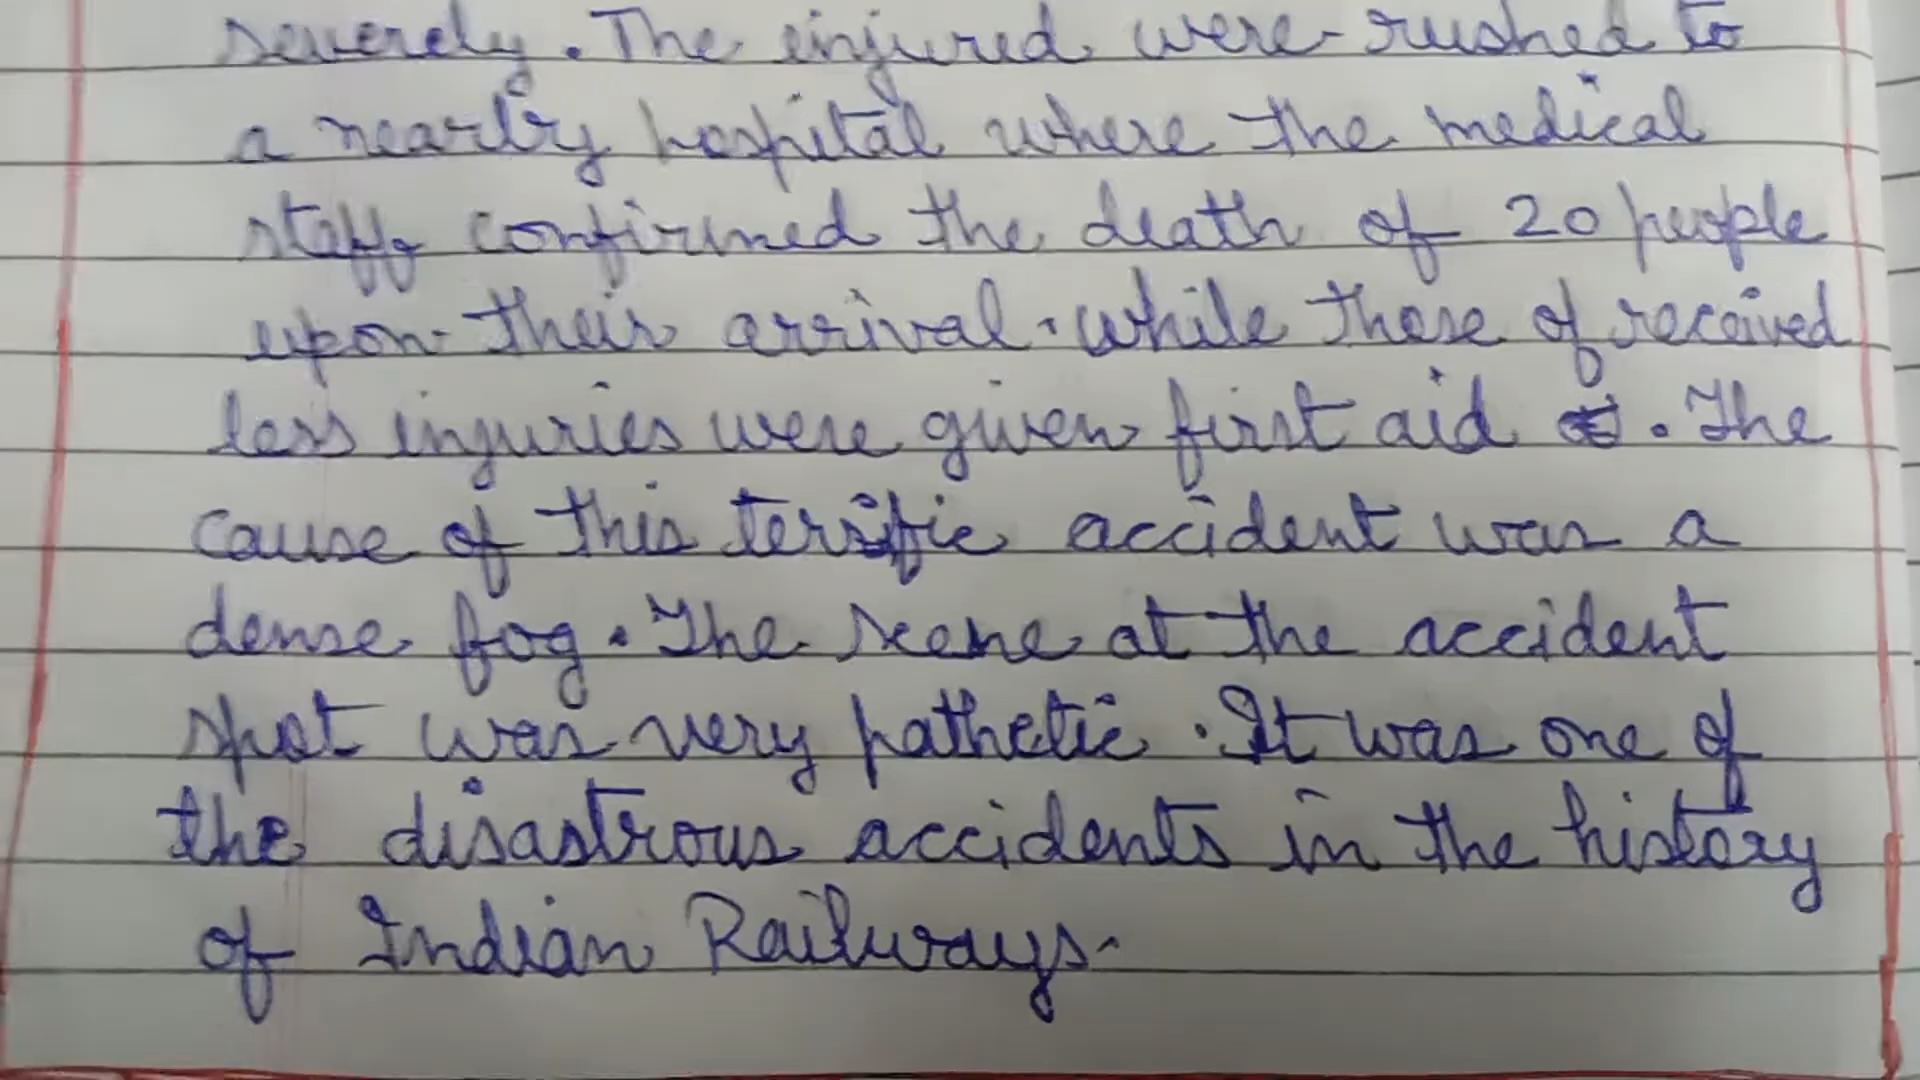 severely. The injured were rushed to
a nearby hospital where the medical
staff confirmed the death of 20 people
upon their arrival. while those of received
less injuries were given first aid . The
cause of this terrific accident was a
dense fog. The scene at the accident
spot was very pathetic. It was one of
the disastrous accidents in the history
of Indian Railways.